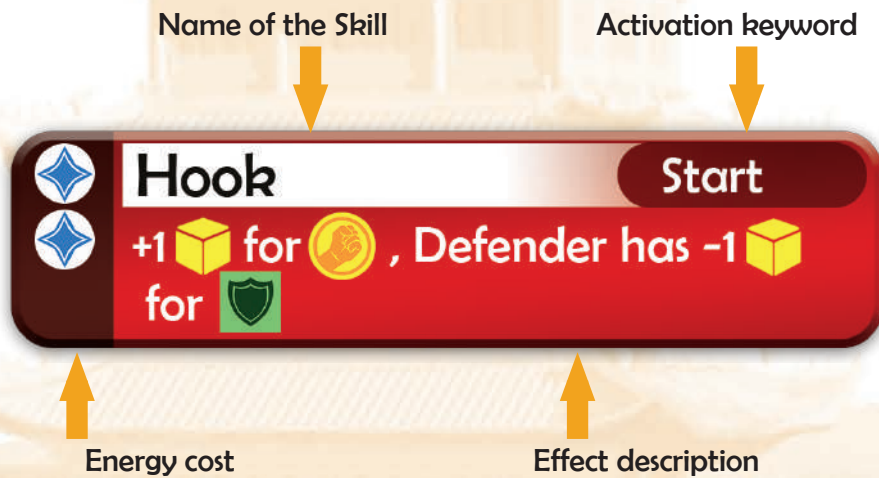 Name of the Skill
Activation keyword
Hook
Start
+1 for , Defender has -1
for
Energy cost
Effect description